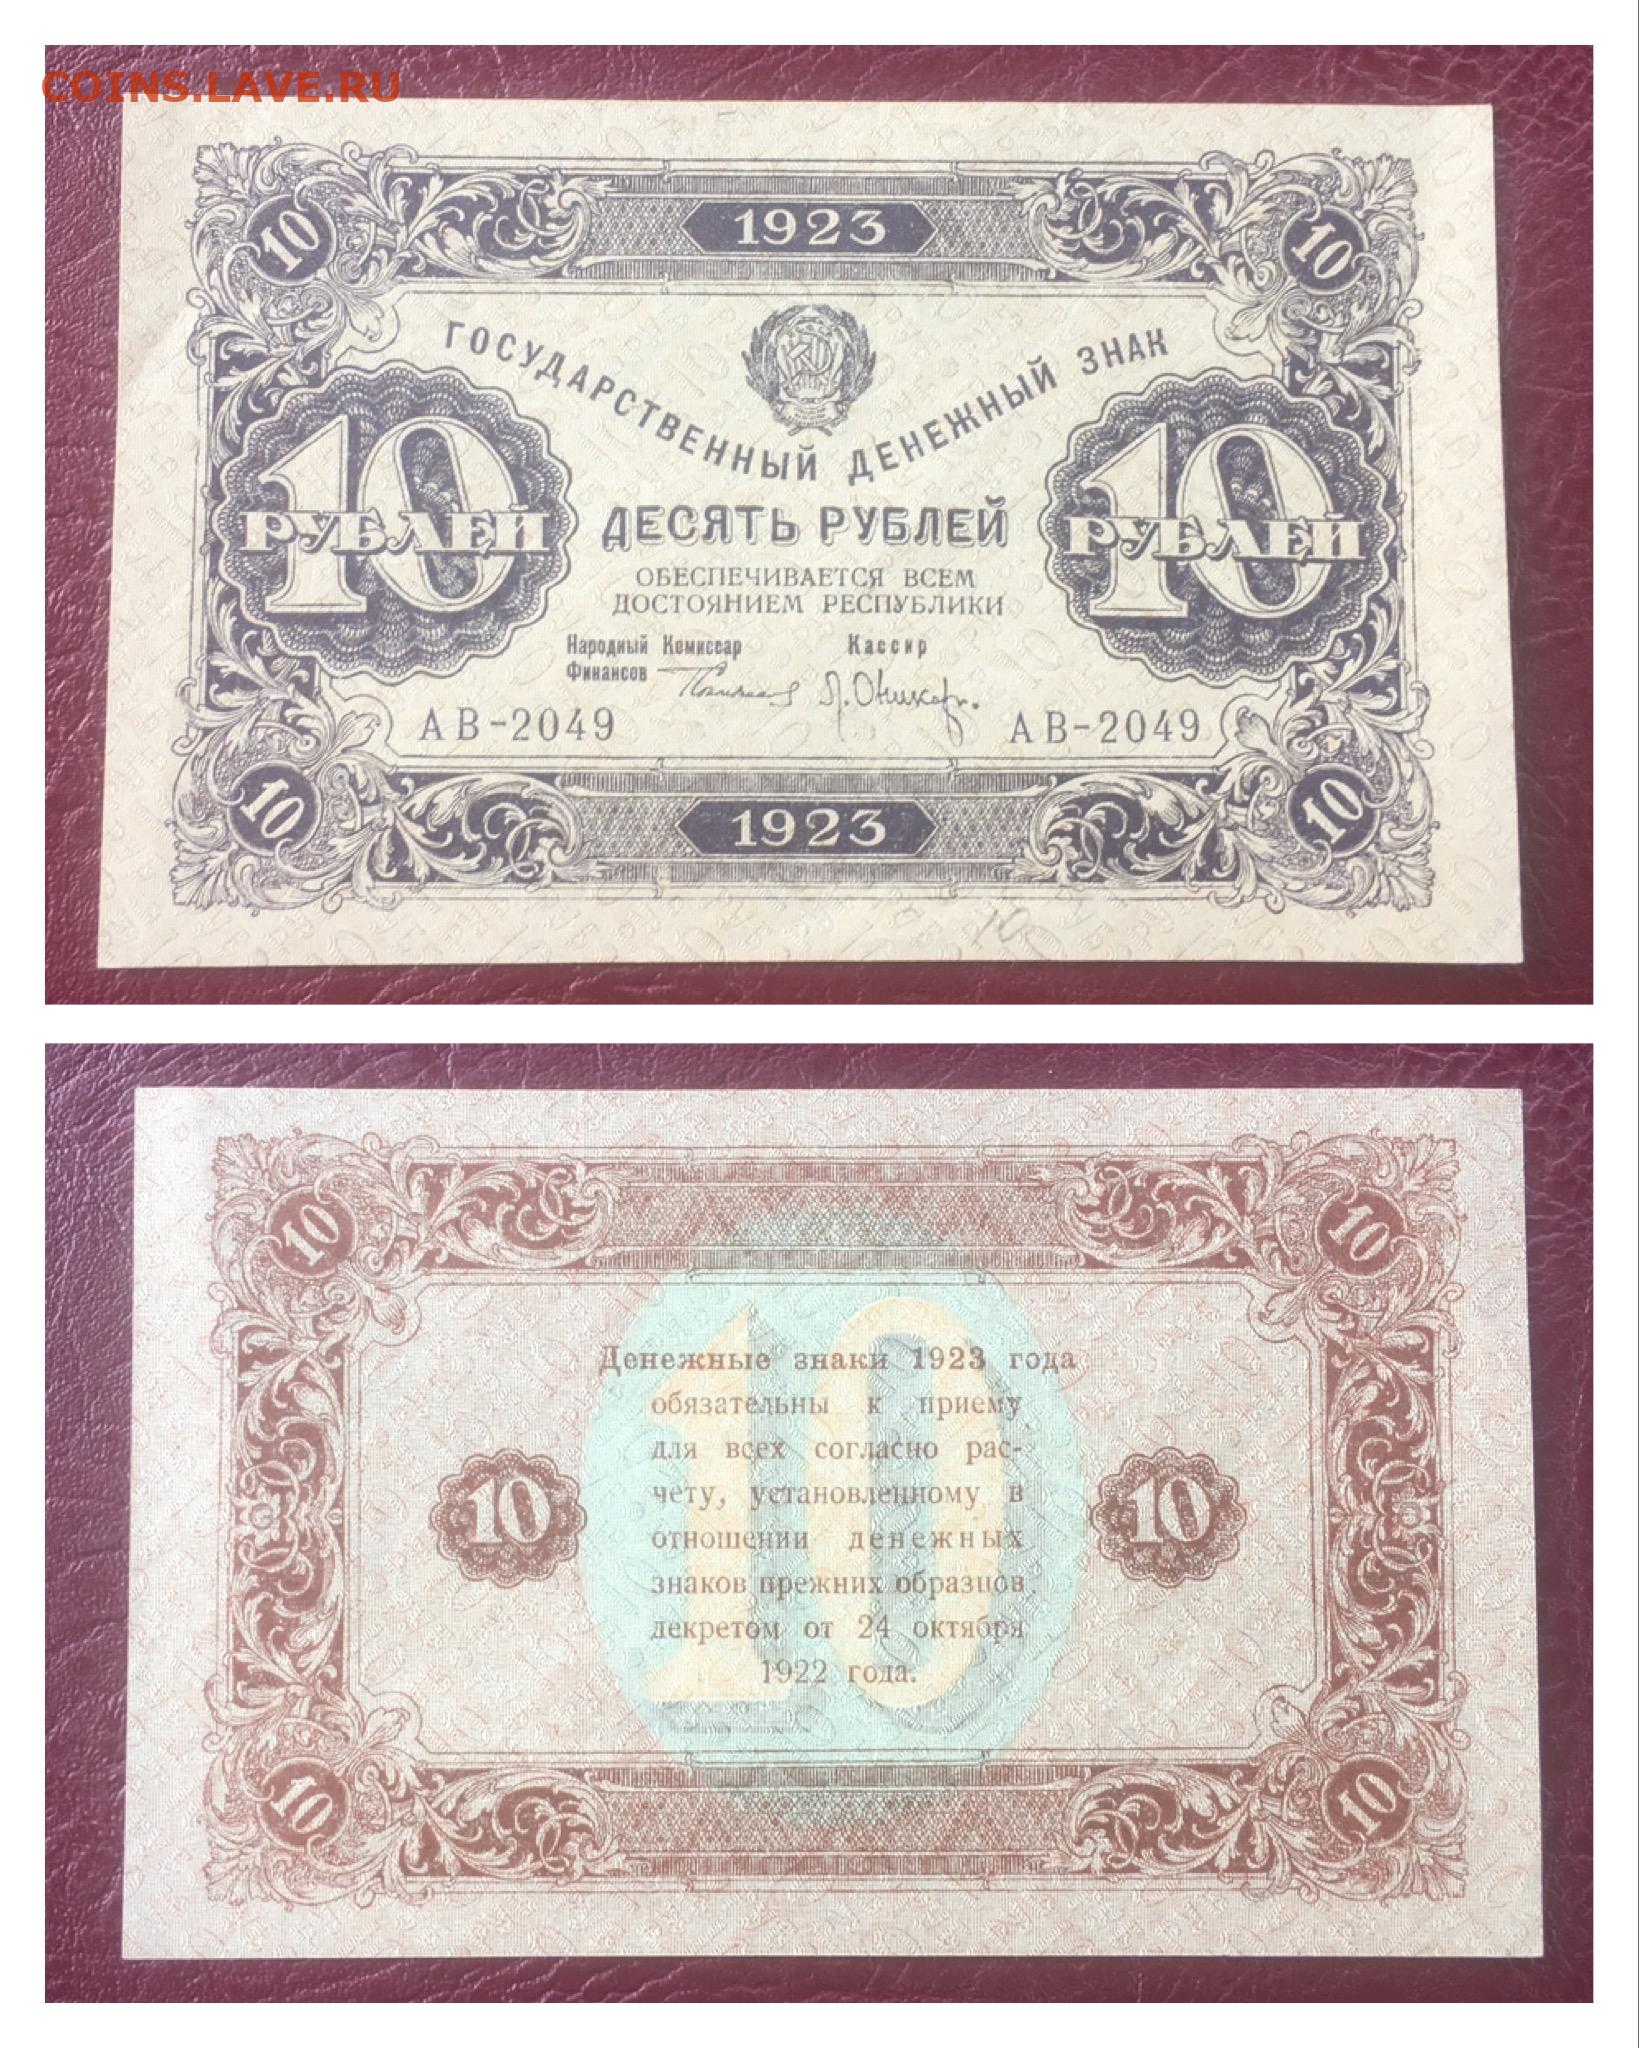 COINS.LAVE.RU
1923
10 10
ГОСУДАРСТВЕННЫЙ ДЕНЕЖНЫЙ ЗНАК
10 РУБЛЕЙ
ДЕСЯТЬ РУБЛЕЙ
10 РУБЛЕЙ
ОБЕСПЕЧИВАЕТСЯ ВСЕМ
ДОСТОЯНИЕМ РЕСПУБЛИКИ
Народный Комиссар
Финансов
Кассир
АВ-2049 АВ-2049
10 10
1923
10
10 10
10
Денежные знаки 1923 года
обязательны к приему
для всех согласно рас-
чету, установленному в
отношении денежных
знаков прежних образцов
декретом от 24 октября
1922 года.
10 10
10 10